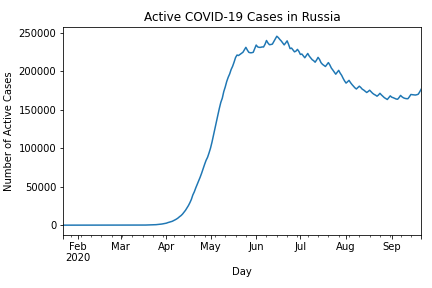 Active COVID-19 Cases in Russia
Number of Active Cases
250000
200000
150000
100000
50000
0
Feb Mar Apr May Jun Jul Aug Sep
2020
Day